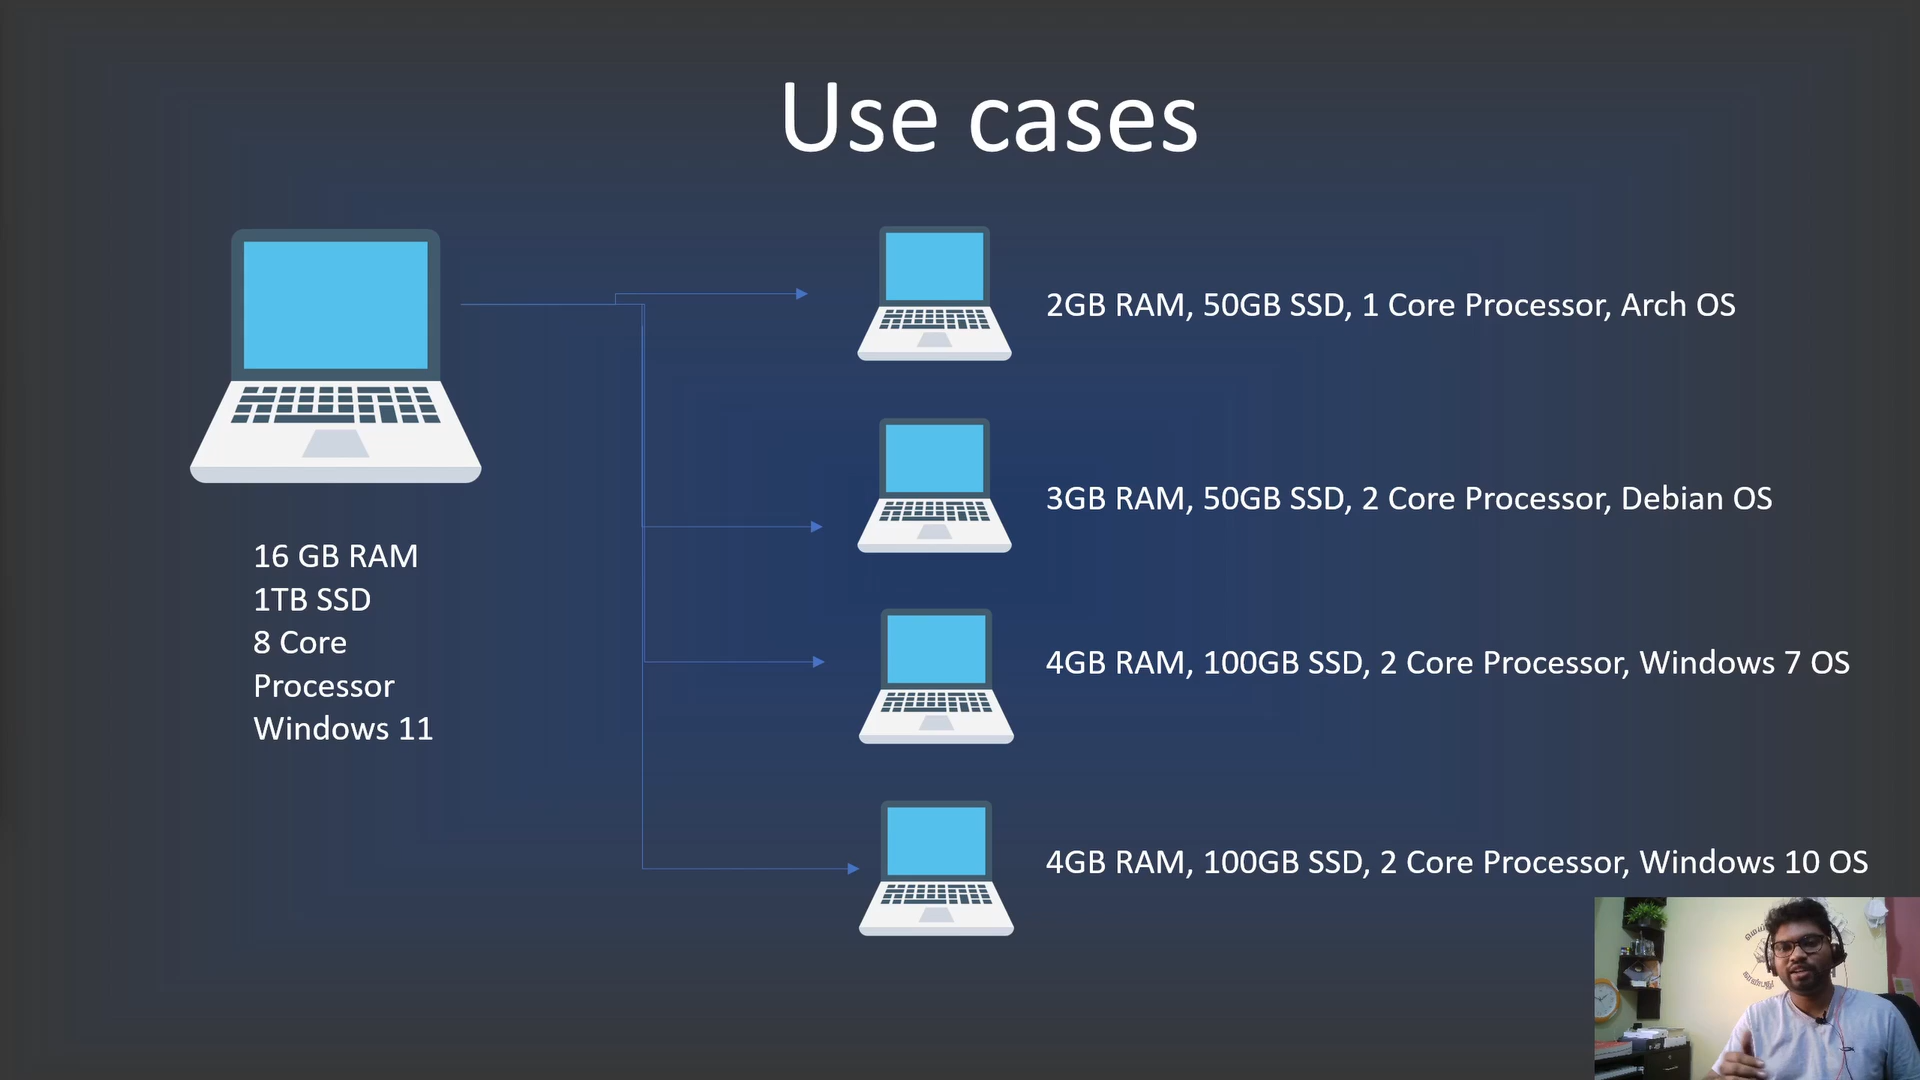 Use cases
16 GB RAM
1TB SSD
8 Core
Processor
Windows 11
2GB RAM, 50GB SSD, 1 Core Processor, Arch OS
3GB RAM, 50GB SSD, 2 Core Processor, Debian OS
4GB RAM, 100GB SSD, 2 Core Processor, Windows 7 OS
4GB RAM, 100GB SSD, 2 Core Processor, Windows 10 OS